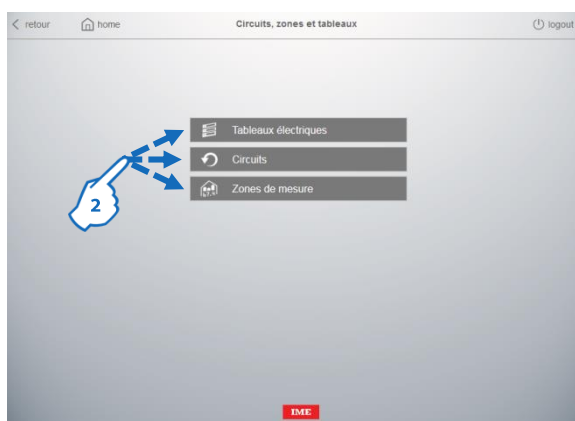 retour home Circuits, zones et tableaux logout
Tableaux électriques
Circuits
Zones de mesure
2
IME